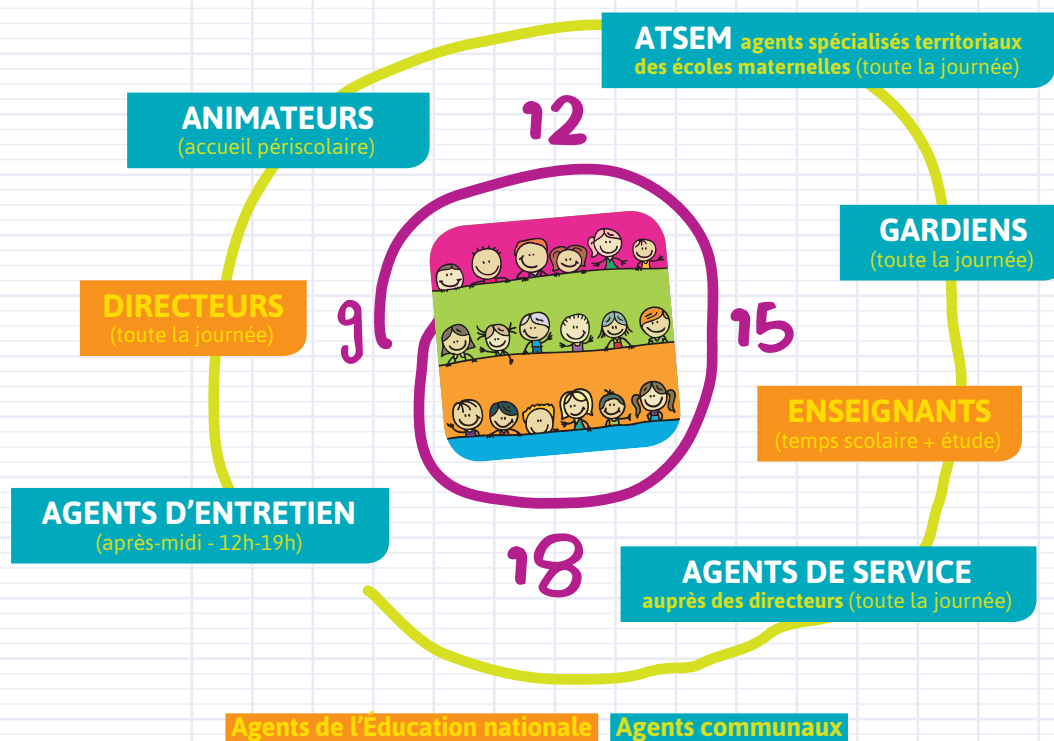 ATSEM agents spécialisés territoriaux
des écoles maternelles (toute la journée)
ANIMATEURS
(accueil périscolaire)
12
GARDIENS
(toute la journée)
DIRECTEURS
(toute la journée)
9
15
ENSEIGNANTS
(temps scolaire + étude)
AGENTS D'ENTRETIEN
(après-midi - 12h-19h)
18
AGENTS DE SERVICE
auprès des directeurs (toute la journée)
Agents de l'Éducation nationale
Agents communaux